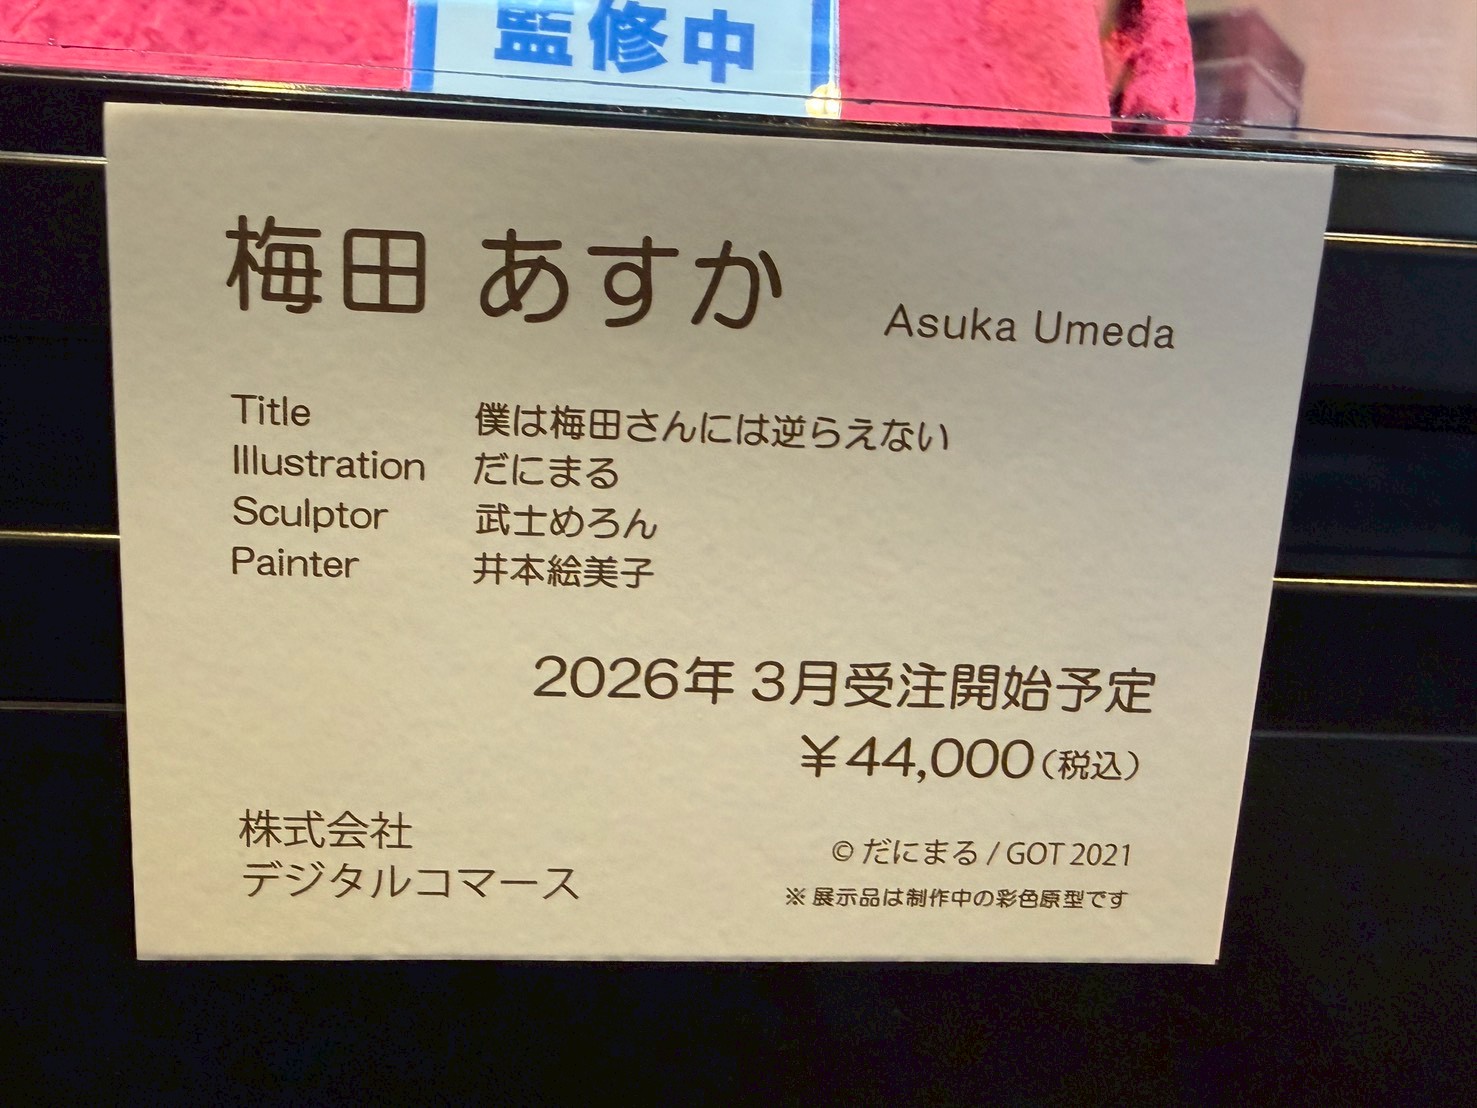 監修中
梅田 あすか Asuka Umeda
Title 僕は梅田さんには逆らえない
Illustration だにまる
Sculptor 武士めろん
Painter 井本絵美子
2026年 3月受注開始予定
￥44,000(税込)
株式会社
デジタルコマース
© だにまる / GOT 2021
※ 展示品は制作中の彩色原型です